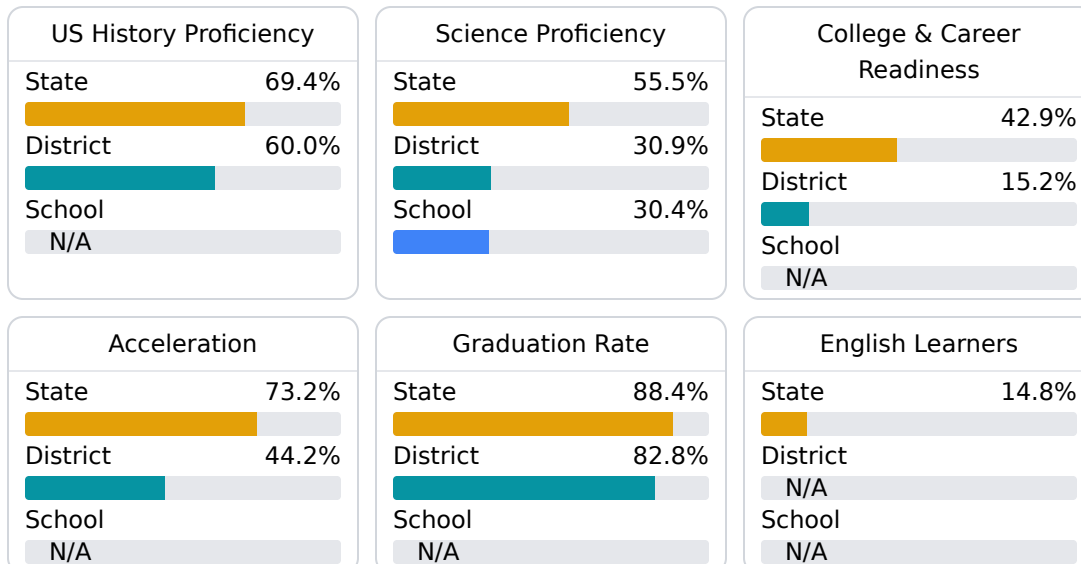 US History Proficiency
State 69.4%
District 60.0%
School
N/A
Science Proficiency
State 55.5%
District 30.9%
School 30.4%
College & Career
Readiness
State 42.9%
District 15.2%
School
N/A
Acceleration
State 73.2%
District 44.2%
School
N/A
Graduation Rate
State 88.4%
District 82.8%
School
N/A
English Learners
State 14.8%
District
N/A
School
N/A